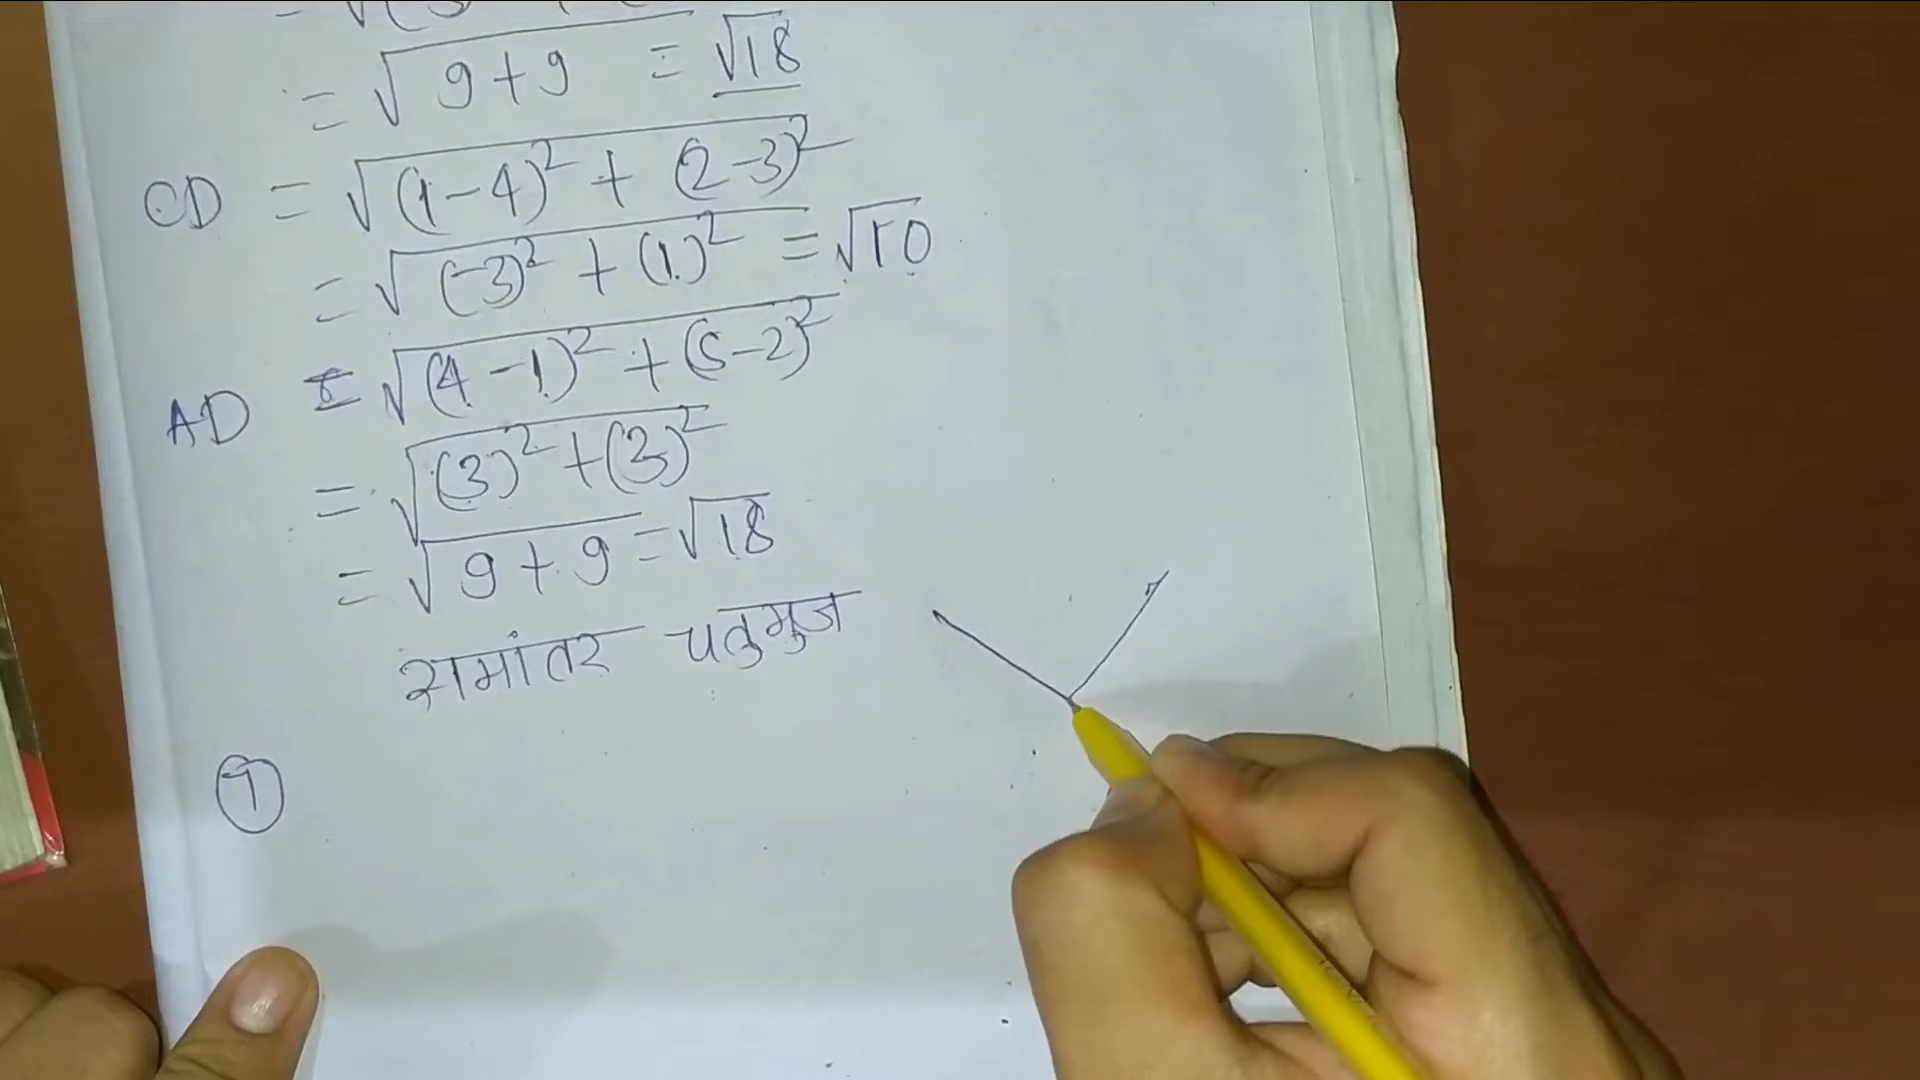 = √9+9 = √18
CD = √(1-4)² + (2-3)²
= √(-3)² + (1)² = √10
AD = √(4-1)² + (5-2)²
= √(3)² + (3)²
= √9+9 = √18
समांतर चतुर्भुज
⑦